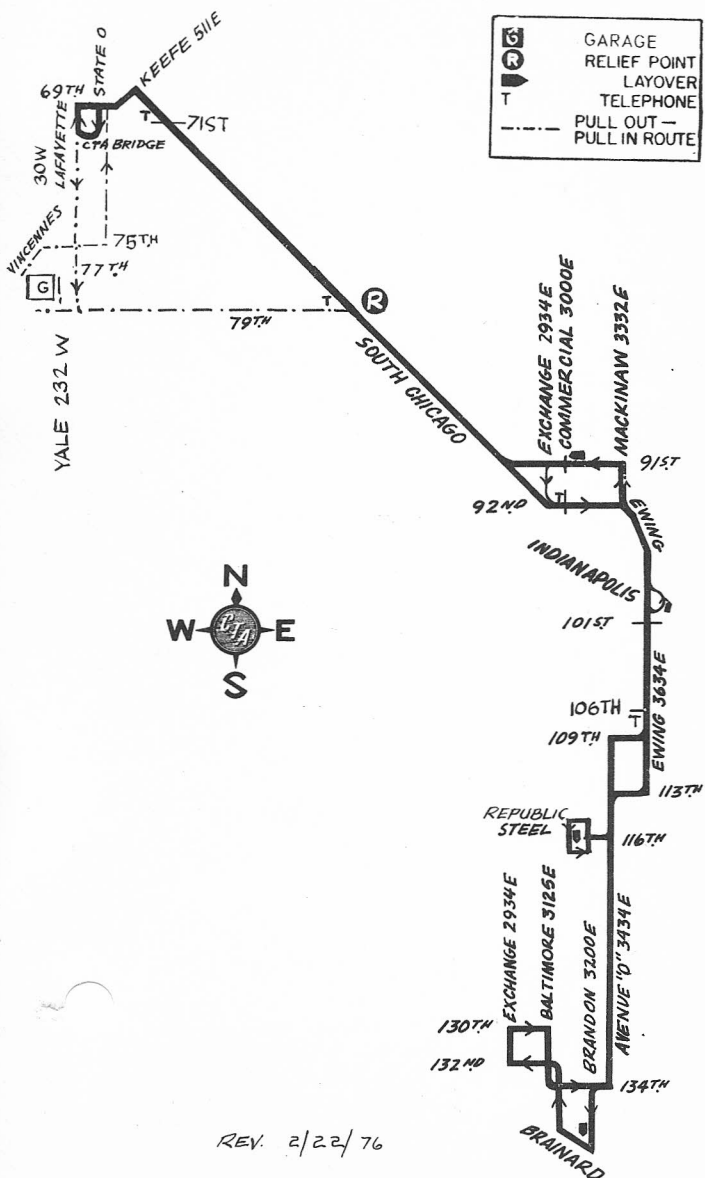 G GARAGE
R RELIEF POINT
LAYOVER
T TELEPHONE
PULL OUT –
PULL IN ROUTE
KEEFE 511E
STATE 0
69TH
T
71ST
CTA BRIDGE
30W
LAFAYETTE
VINCENNES
75TH
77TH
G
T
R
79TH
YALE 232 W
SOUTH CHICAGO
EXCHANGE 2934E
COMMERCIAL 3000E
MACKINAW 3332E
91ST
92ND
T
EWING
INDIANAPOLIS
101ST
N
W CTA E
S
EWING 3634E
106TH
T
109TH
113TH
REPUBLIC
STEEL
116TH
EXCHANGE 2934E
BALTIMORE 3125E
BRANDON 3200E
AVENUE "O" 3434E
130TH
132ND
134TH
BRAINARD
REV. 2/22/76